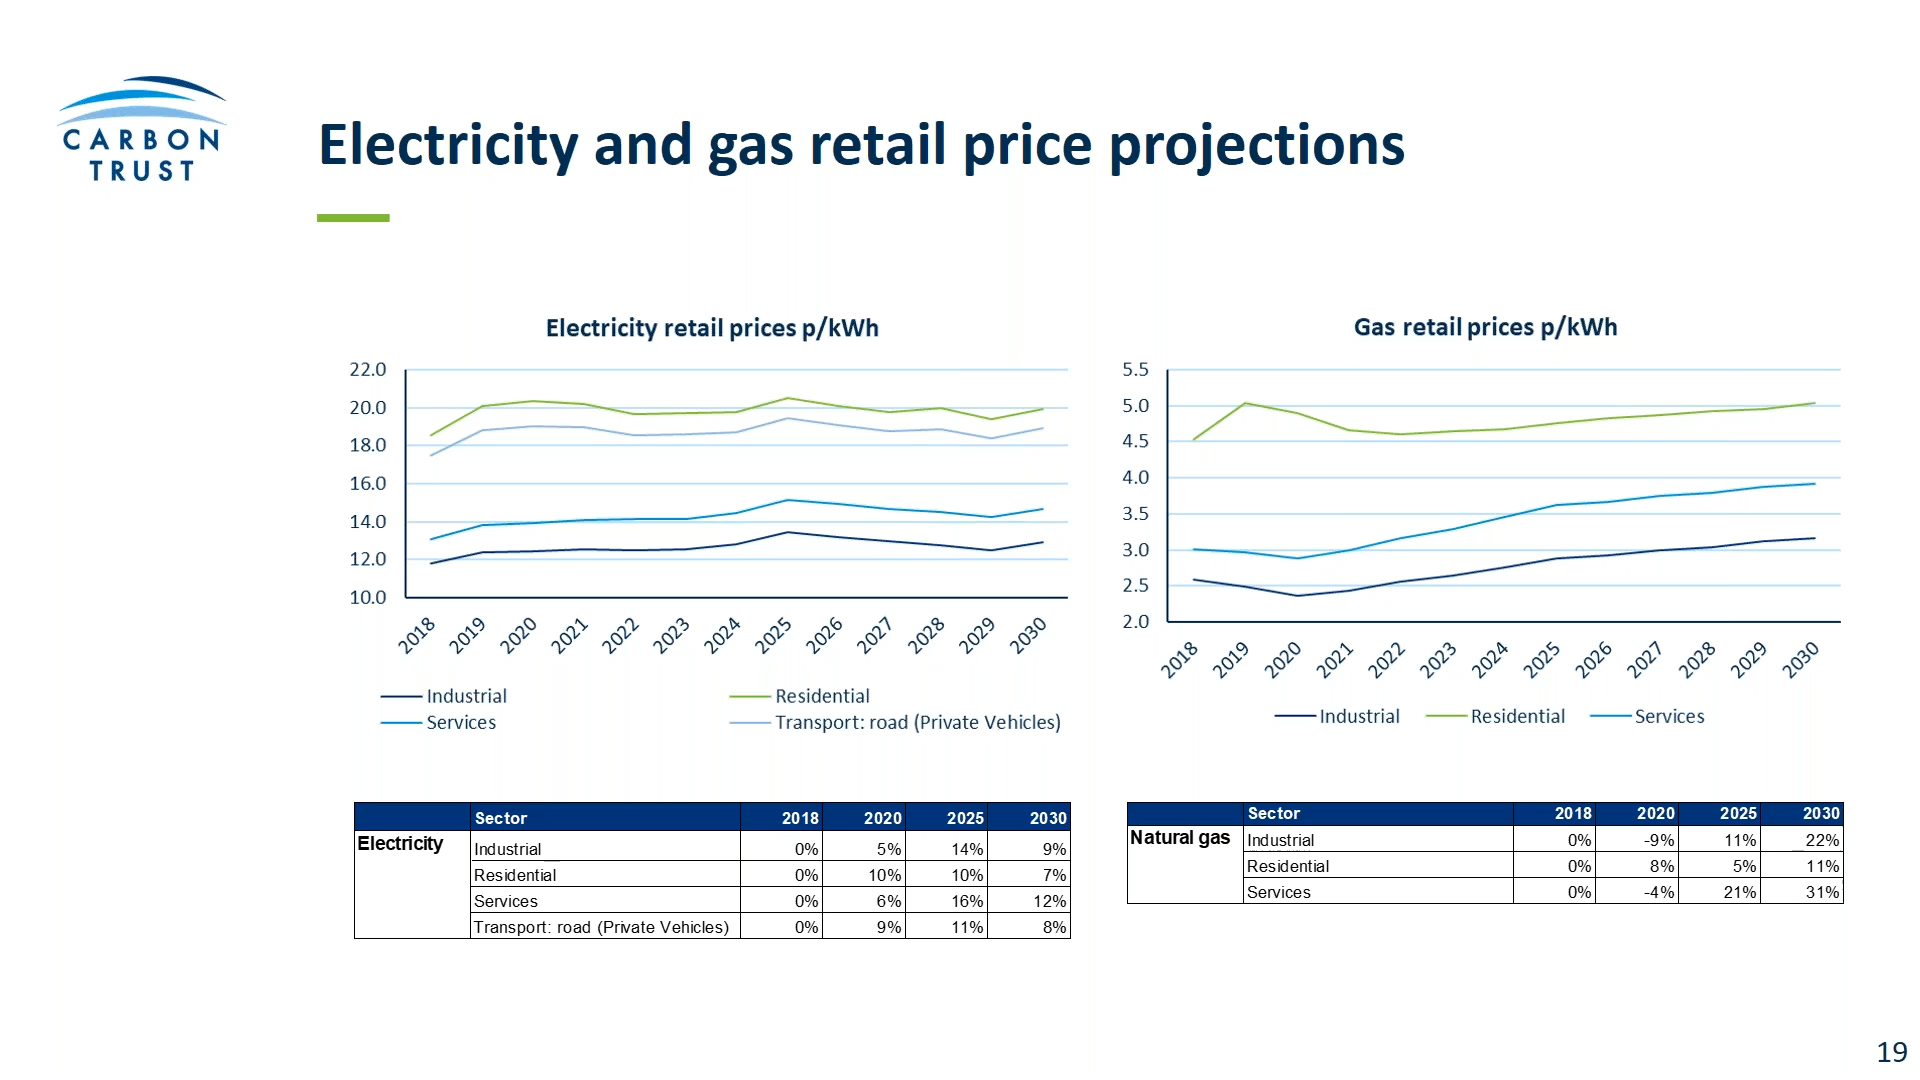 CARBON
TRUST
Electricity and gas retail price projections
Electricity retail prices p/kWh
22.0
20.0
18.0
16.0
14.0
12.0
10.0
2018 2019 2020 2021 2022 2023 2024 2025 2026 2027 2028 2029 2030
Industrial Residential
Services Transport: road (Private Vehicles)
Gas retail prices p/kWh
5.5
5.0
4.5
4.0
3.5
3.0
2.5
2.0
2018 2019 2020 2021 2022 2023 2024 2025 2026 2027 2028 2029 2030
Industrial Residential Services
Sector 2018 2020 2025 2030
Electricity Industrial 0% 5% 14% 9%
Residential 0% 10% 10% 7%
Services 0% 6% 16% 12%
Transport: road (Private Vehicles) 0% 9% 11% 8%
Sector 2018 2020 2025 2030
Natural gas Industrial 0% -9% 11% 22%
Residential 0% 8% 5% 11%
Services 0% -4% 21% 31%
19